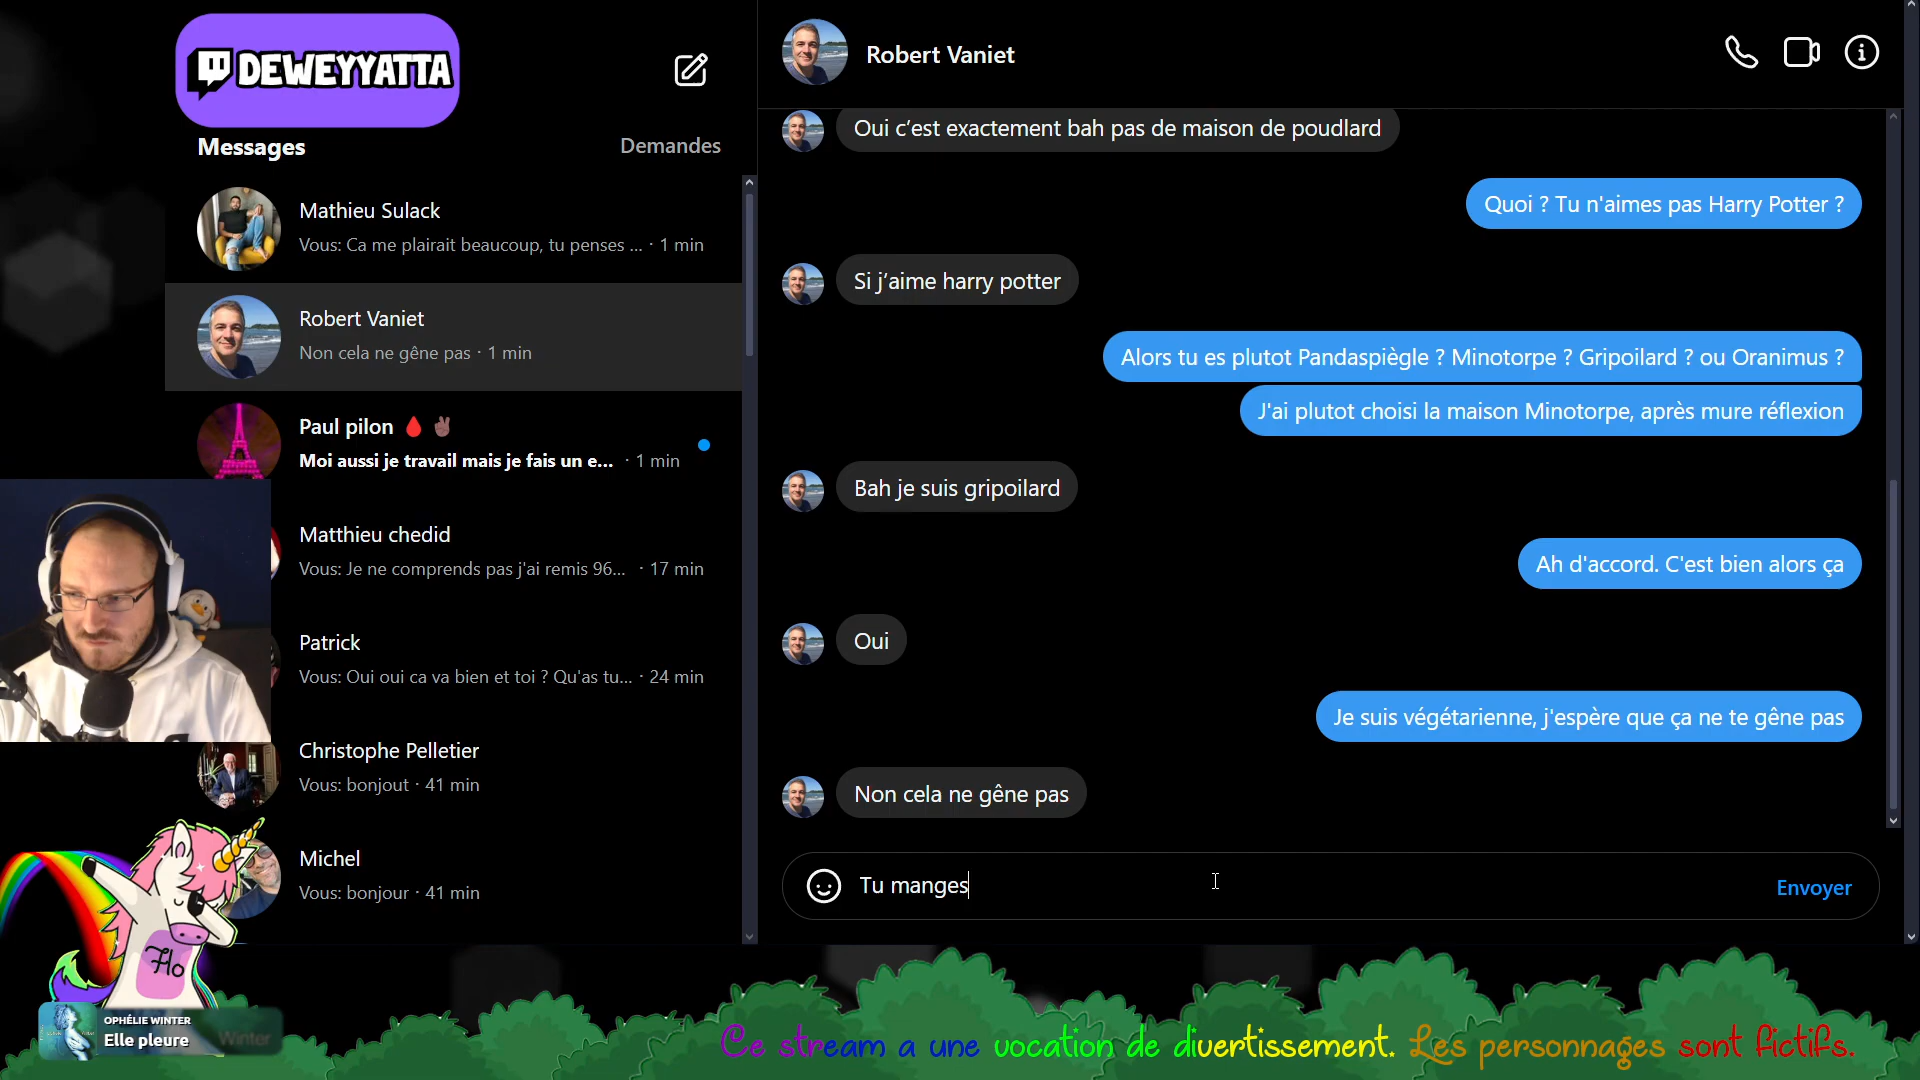 DEWEYYATTA
Messages
Demandes
Mathieu Sulack
Vous: Ca me plairait beaucoup, tu penses ... · 1 min
Robert Vaniet
Non cela ne gêne pas · 1 min
Paul pilon 🩸 ✌🏿
Moi aussi je travail mais je fais un e... · 1 min
Matthieu chedid
Vous: Je ne comprends pas j'ai remis 96... · 17 min
Patrick
Vous: Oui oui ca va bien et toi ? Qu'as tu... · 24 min
Christophe Pelletier
Vous: bonjout · 41 min
Michel
Vous: bonjour · 41 min
Flo
OPHÉLIE WINTER
Elle pleure
Winter
Robert Vaniet
Oui c’est exactement bah pas de maison de poudlard
Quoi ? Tu n'aimes pas Harry Potter ?
Si j’aime harry potter
Alors tu es plutot Pandaspiègle ? Minotorpe ? Gripoilard ? ou Oranimus ?
J'ai plutot choisi la maison Minotorpe, après mure réflexion
Bah je suis gripoilard
Ah d'accord. C'est bien alors ça
Oui
Je suis végétarienne, j'espère que ça ne te gêne pas
Non cela ne gêne pas
Tu manges
Envoyer
Ce stream a une vocation de divertissement. Les personnages sont fictifs.